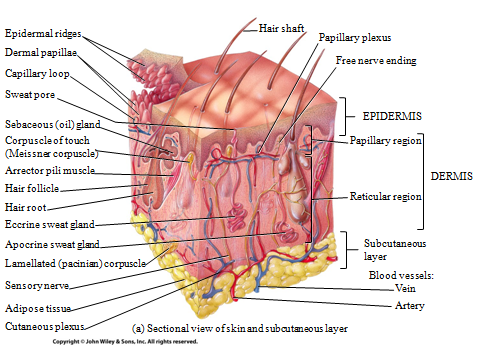 Epidermal ridges
Dermal papillae
Capillary loop
Sweat pore
Sebaceous (oil) gland
Corpuscle of touch
(Meissner corpuscle)
Arrector pili muscle
Hair follicle
Hair root
Eccrine sweat gland
Apocrine sweat gland
Lamellated (pacinian) corpuscle
Sensory nerve
Adipose tissue
Cutaneous plexus
Hair shaft
Papillary plexus
Free nerve ending
EPIDERMIS
Papillary region
DERMIS
Reticular region
Subcutaneous
layer
Blood vessels:
Vein
Artery
(a) Sectional view of skin and subcutaneous layer
Copyright © John Wiley & Sons, Inc. All rights reserved.